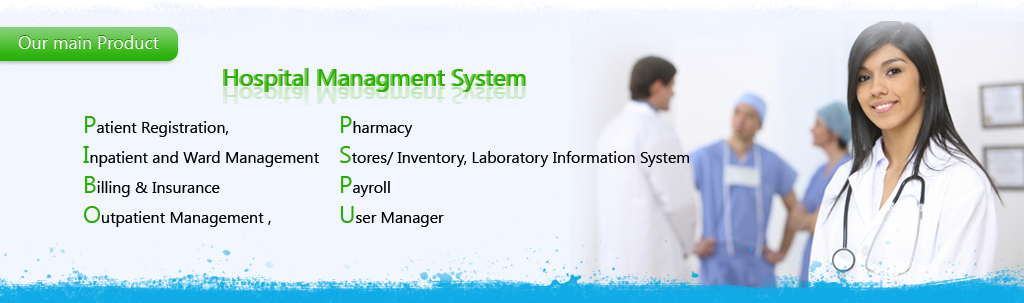 Our main Product
Hospital Managment System
Patient Registration,
Inpatient and Ward Management
Billing & Insurance
Outpatient Management ,
Pharmacy
Stores/ Inventory, Laboratory Information System
Payroll
User Manager